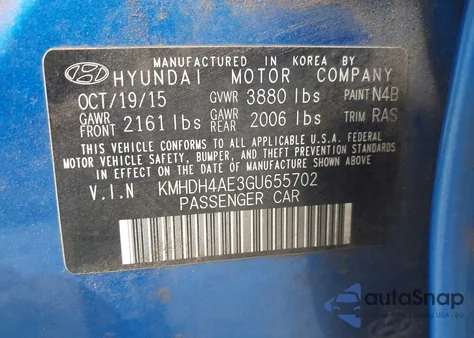 MANUFACTURED IN KOREA BY
HYUNDAI MOTOR COMPANY
OCT/19/15 GVWR 3880 lbs PAINT N4B
GAWR FRONT 2161 lbs GAWR REAR 2006 lbs TRIM RAS
THIS VEHICLE CONFORMS TO ALL APPLICABLE U.S.A. FEDERAL
MOTOR VEHICLE SAFETY, BUMPER, AND THEFT PREVENTION STANDARDS
IN EFFECT ON THE DATE OF MANUFACTURE SHOWN ABOVE.
V.I.N KMHDH4AE3GU655702
PASSENGER CAR
autoSnap